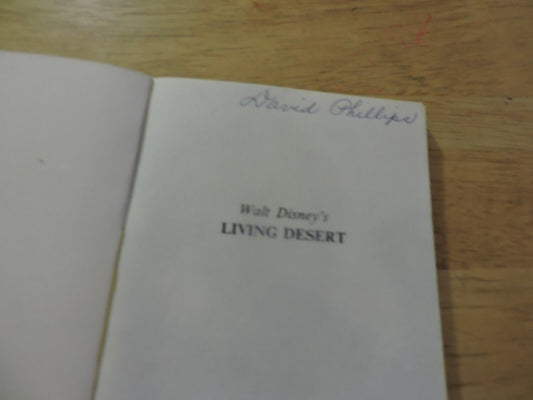 David Phillips
Walt Disney's
LIVING DESERT